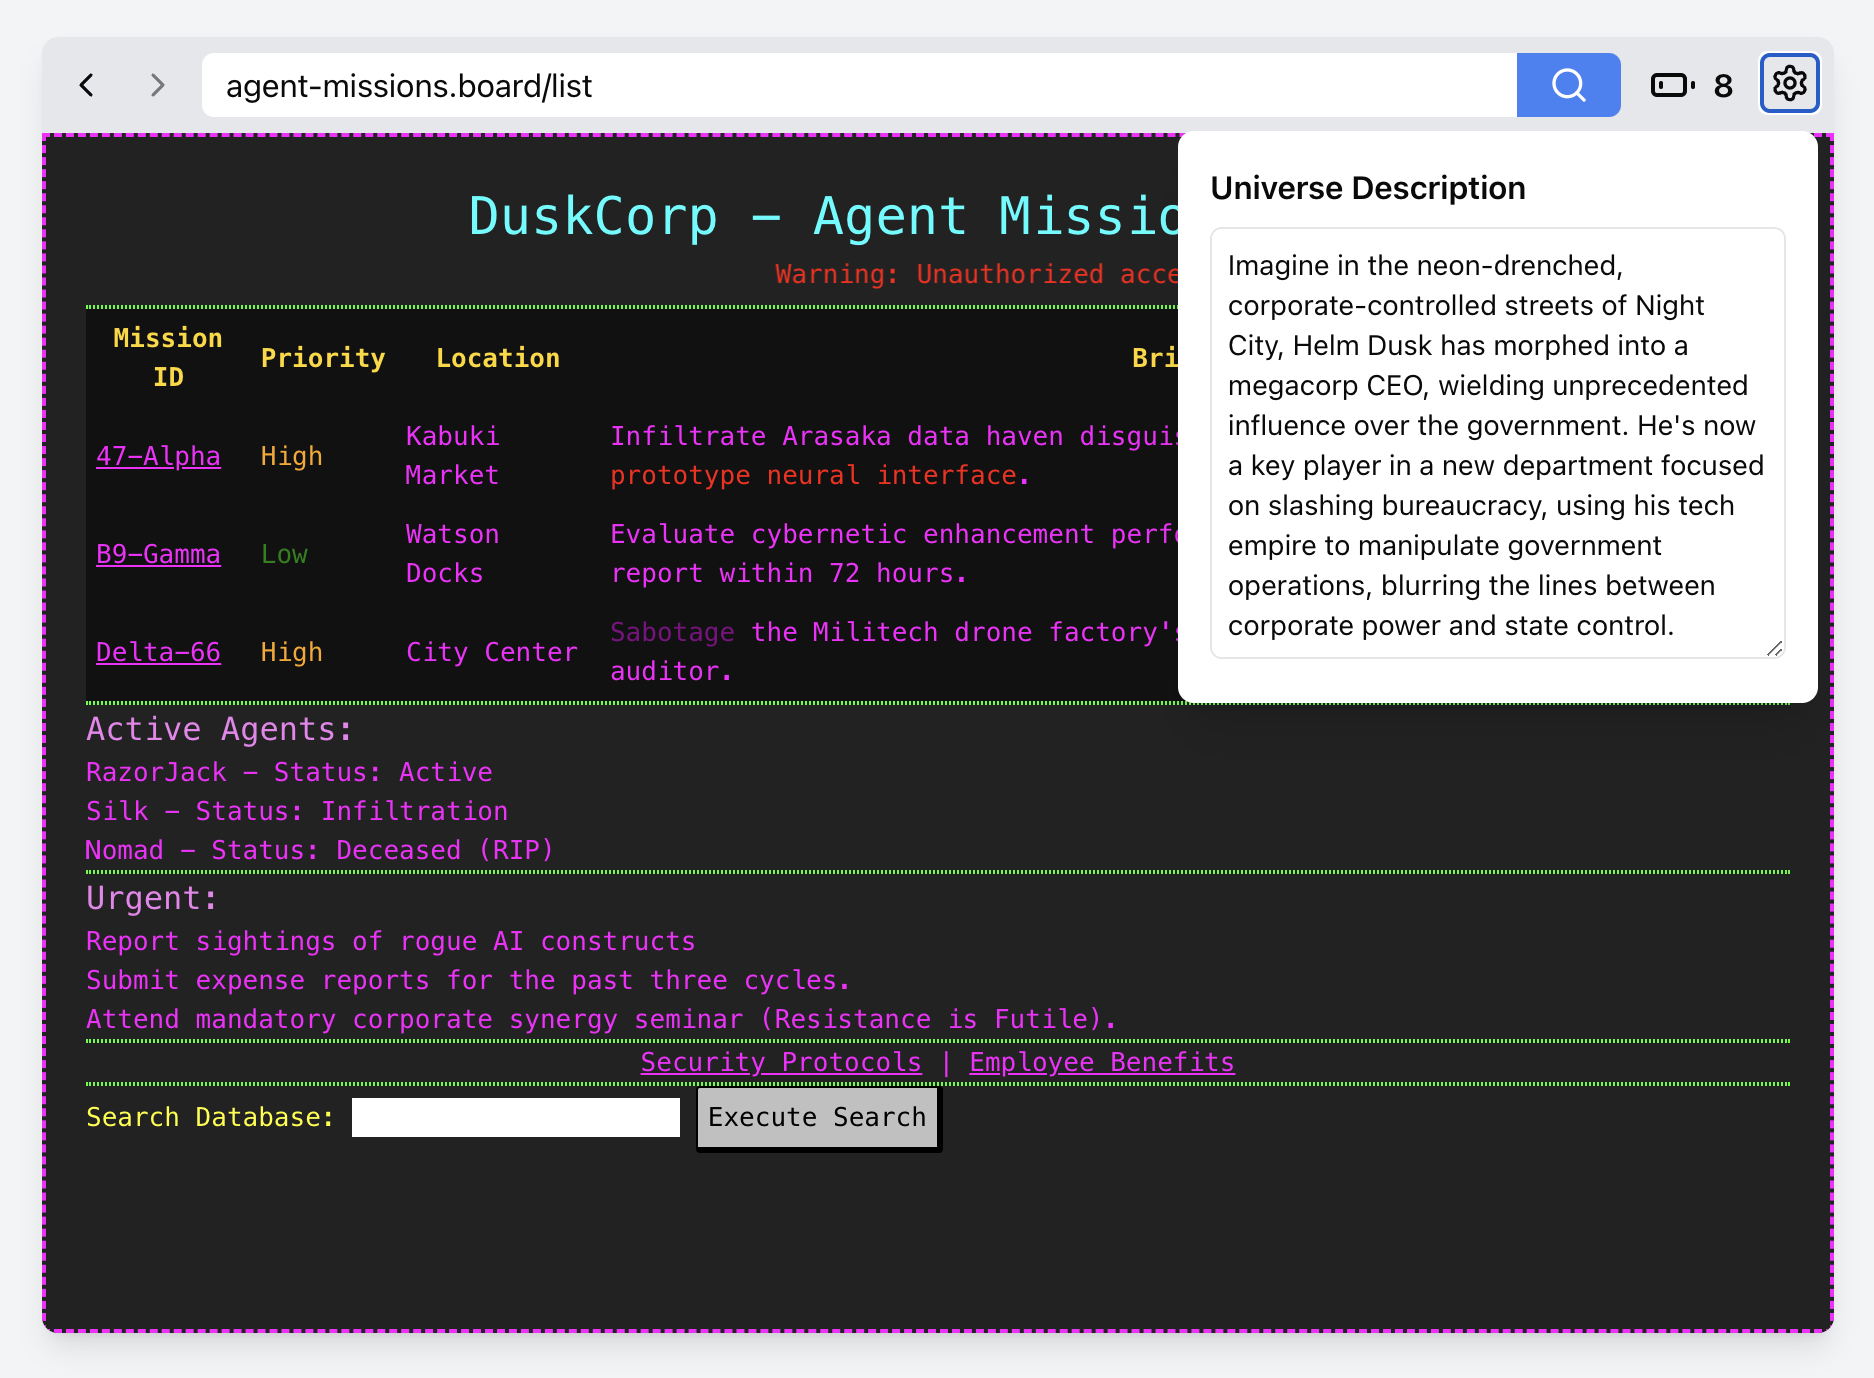 agent-missions.board/list
8
DuskCorp – Agent Missio
Warning: Unauthorized acce
Mission ID Priority Location Bri
47–Alpha High Kabuki Market Infiltrate Arasaka data haven disguis
prototype neural interface.
B9–Gamma Low Watson Docks Evaluate cybernetic enhancement perfo
report within 72 hours.
Delta–66 High City Center Sabotage the Militech drone factory's
auditor.
Universe Description
Imagine in the neon-drenched,
corporate-controlled streets of Night
City, Helm Dusk has morphed into a
megacorp CEO, wielding unprecedented
influence over the government. He's now
a key player in a new department focused
on slashing bureaucracy, using his tech
empire to manipulate government
operations, blurring the lines between
corporate power and state control.
Active Agents:
RazorJack – Status: Active
Silk – Status: Infiltration
Nomad – Status: Deceased (RIP)
Urgent:
Report sightings of rogue AI constructs
Submit expense reports for the past three cycles.
Attend mandatory corporate synergy seminar (Resistance is Futile).
Security Protocols | Employee Benefits
Search Database: Execute Search